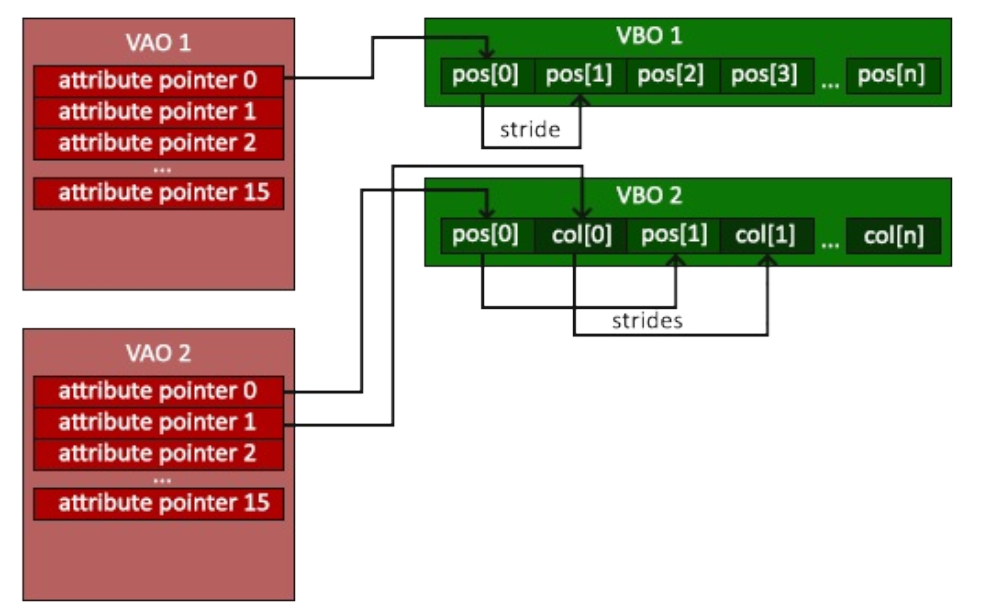 VAO 1
attribute pointer 0
attribute pointer 1
attribute pointer 2
...
attribute pointer 15
VBO 1
pos[0] pos[1] pos[2] pos[3] ... pos[n]
stride
VBO 2
pos[0] col[0] pos[1] col[1] ... col[n]
strides
VAO 2
attribute pointer 0
attribute pointer 1
attribute pointer 2
...
attribute pointer 15